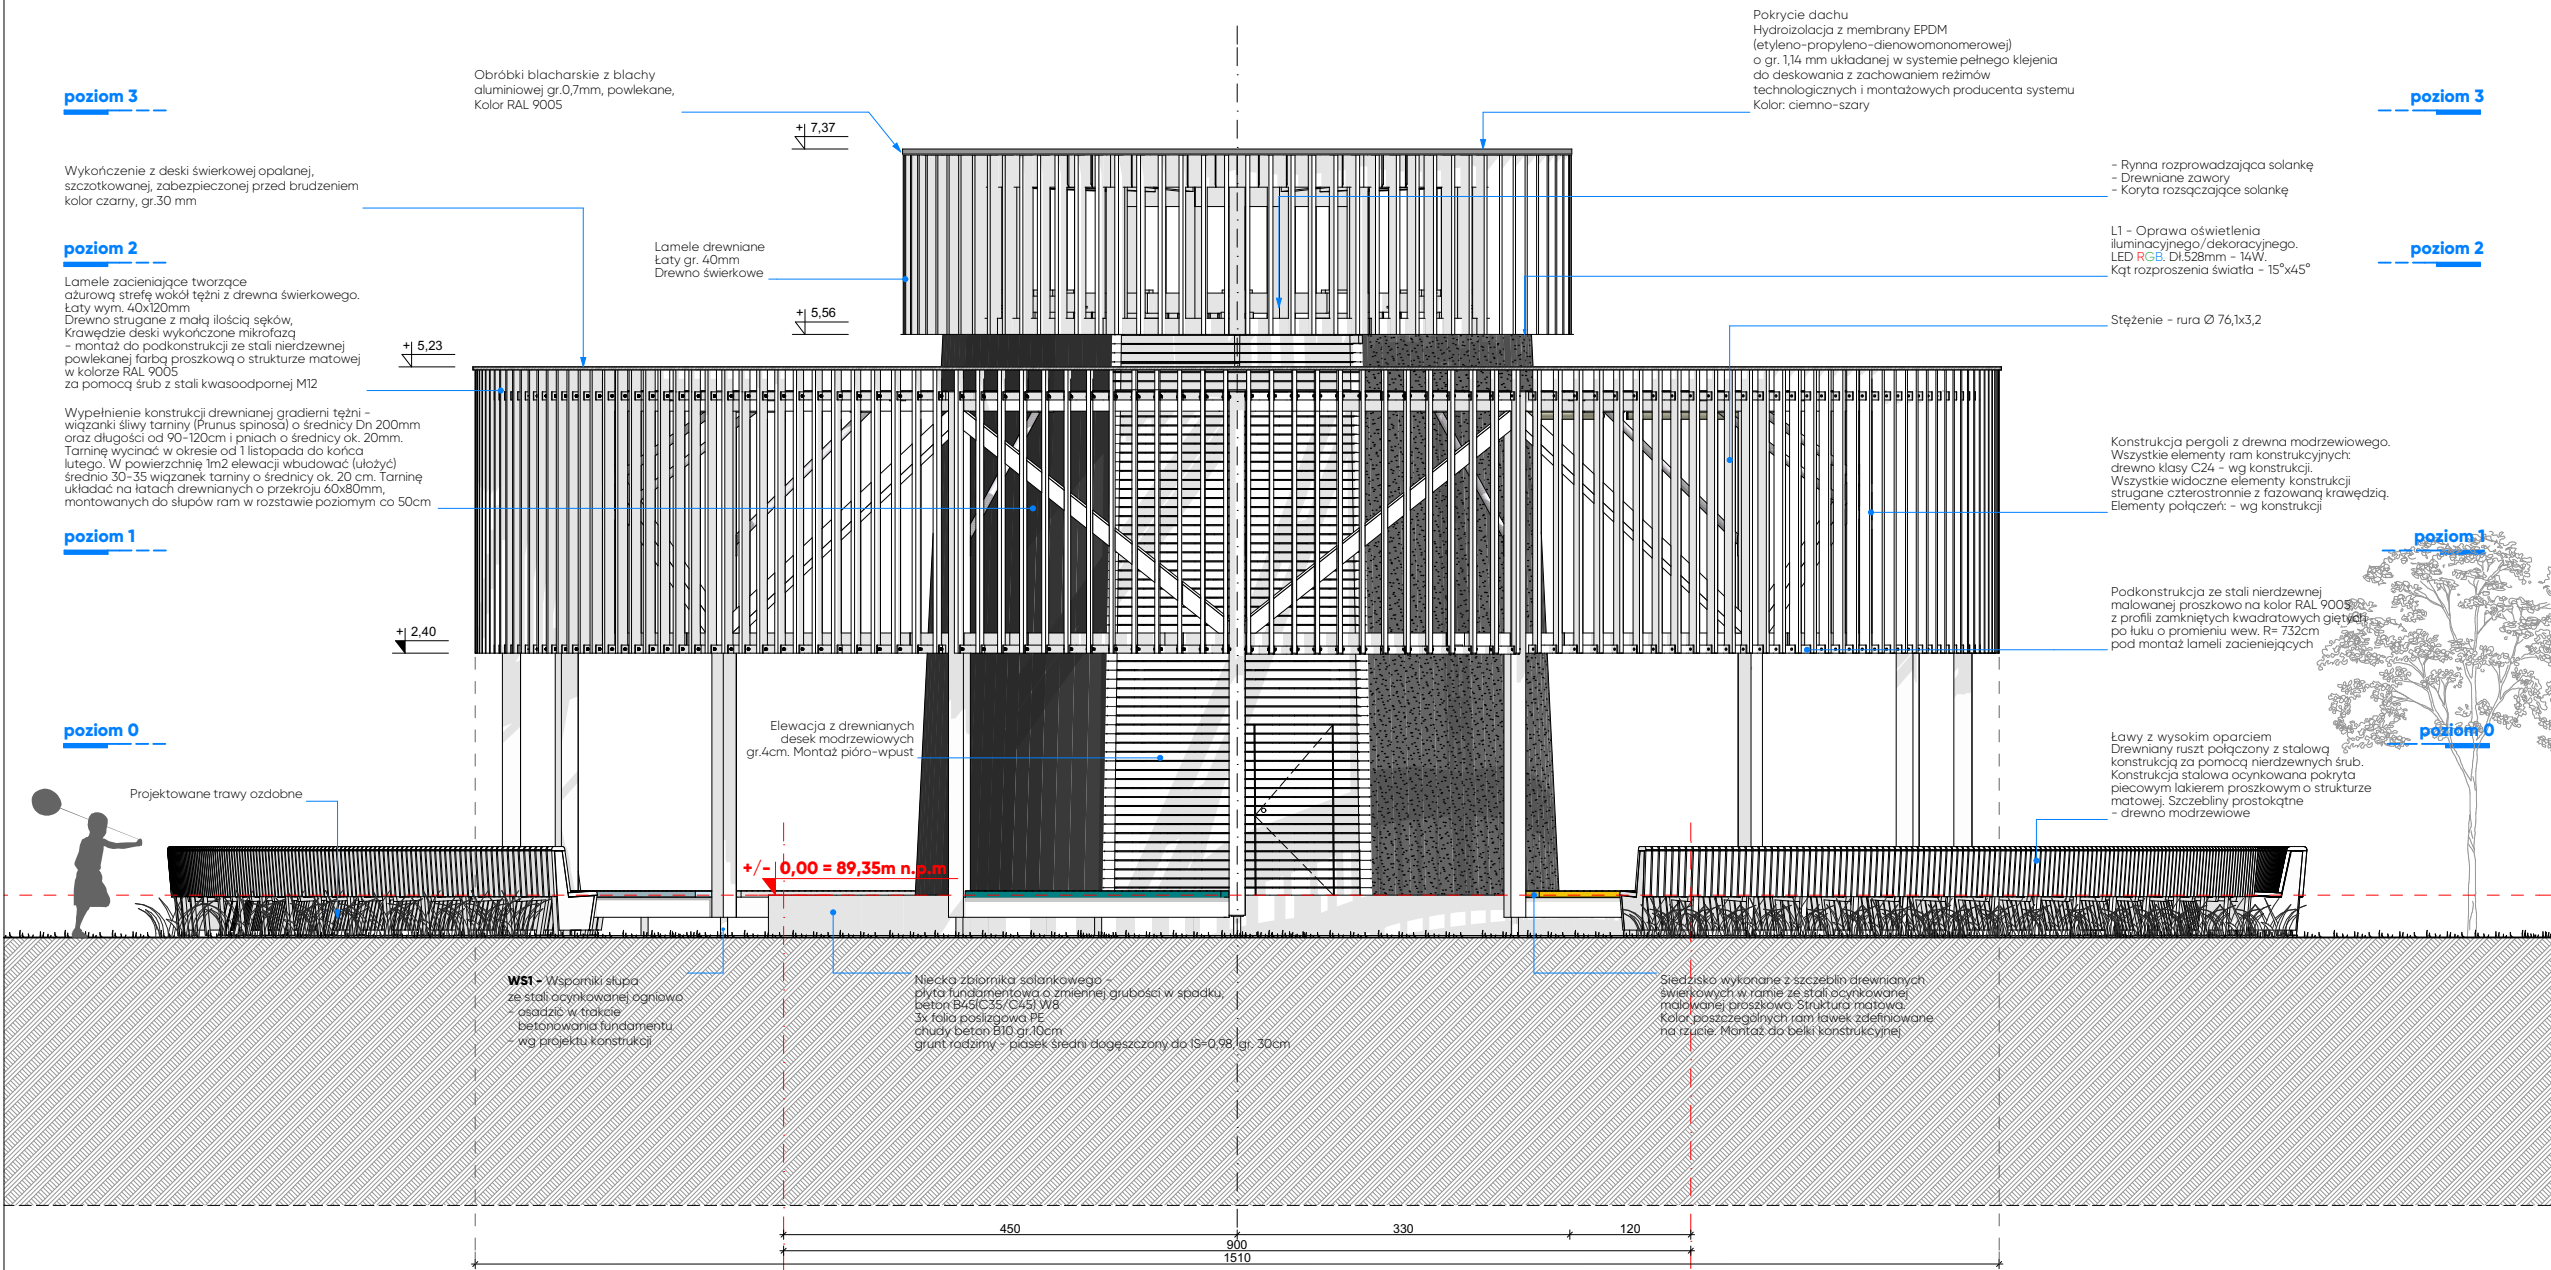 Pokrycie dachu
Hydroizolacja z membrany EPDM
(etyleno-propyleno-dienowomonomerowej)
o gr. 1,14 mm układanej w systemie pełnego klejenia
do deskowania z zachowaniem reżimów
technologicznych i montażowych producenta systemu
Kolor: ciemno-szary
Obróbki blacharskie z blachy
aluminiowej gr.0,7mm, powlekane,
Kolor RAL 9005
poziom 3
poziom 3
+ 7,37
Wykończenie z deski świerkowej opalanej,
szczotkowanej, zabezpieczonej przed brudzeniem
kolor czarny, gr.30 mm
- Rynna rozprowadzająca solankę
- Drewniane zawory
- Koryta rozsączające solankę
poziom 2
poziom 2
Lamele drewniane
Łaty gr. 40mm
Drewno świerkowe
L1 - Oprawa oświetlenia
iluminacyjnego/dekoracyjnego.
LED RGB. Dł.528mm - 14W.
Kąt rozproszenia światła - 15°x45°
Lamele zacieniające tworzące
ażurową strefę wokół tężni z drewna świerkowego.
Łaty wym. 40x120mm
Drewno strugane z małą ilością sęków,
Krawędzie deski wykończone mikrofazą
- montaż do podkonstrukcji ze stali nierdzewnej
powlekanej farbą proszkową o strukturze matowej
w kolorze RAL 9005
za pomocą śrub z stali kwasoodpornej M12
+ 5,56
Stężenie - rura Ø 76,1x3,2
+ 5,23
Wypełnienie konstrukcji drewnianej gradierni tężni -
wiązanki śliwy tarniny (Prunus spinosa) o średnicy Dn 200mm
oraz długości od 90-120cm i pniach o średnicy ok. 20mm.
Tarninę wycinać w okresie od 1 listopada do końca
lutego. W powierzchnię 1m2 elewacji wbudować (ułożyć)
średnio 30-35 wiązanek tarniny o średnicy ok. 20 cm. Tarninę
układać na łatach drewnianych o przekroju 60x80mm,
montowanych do słupów ram w rozstawie poziomym co 50cm
Konstrukcja pergoli z drewna modrzewiowego.
Wszystkie elementy ram konstrukcyjnych:
drewno klasy C24 - wg konstrukcji.
Wszystkie widoczne elementy konstrukcji
strugane czterostronnie z fazowaną krawędzią.
Elementy połączeń: - wg konstrukcji
poziom 1
poziom 1
Podkonstrukcja ze stali nierdzewnej
malowanej proszkowo na kolor RAL 9005
z profili zamkniętych kwadratowych giętych
po łuku o promieniu wew. R= 732cm
pod montaż lameli zacieniających
+ 2,40
poziom 0
poziom 0
Elewacja z drewnianych
desek modrzewiowych
gr.4cm. Montaż pióro-wpust
Ławy z wysokim oparciem
Drewniany ruszt połączony z stalową
konstrukcją za pomocą nierdzewnych śrub.
Konstrukcja stalowa ocynkowana pokryta
piecowym lakierem proszkowym o strukturze
matowej. Szczebliny prostokątne
- drewno modrzewiowe
Projektowane trawy ozdobne
+/- 0,00 = 89,35m n.p.m
WS1 - Wsporniki słupa
ze stali ocynkowanej ogniowo
- osadzić w trakcie
betonowania fundamentu
- wg projektu konstrukcji
Niecka zbiornika solankowego -
płyta fundamentowa o zmiennej grubości w spadku,
beton B45(C35/C45) W8
3x folia poślizgowa PE
chudy beton B10 gr.10cm
grunt rodzimy - piasek średni dogęszczony do IS=0,98, gr. 30cm
Siedzisko wykonane z szczeblin drewnianych
świerkowych w ramie ze stali ocynkowanej
malowanej proszkowo. Struktura matowa.
Kolor poszczególnych ram ławek zdefiniowane
na rzucie. Montaż do belki konstrukcyjnej
450
330
120
900
1510